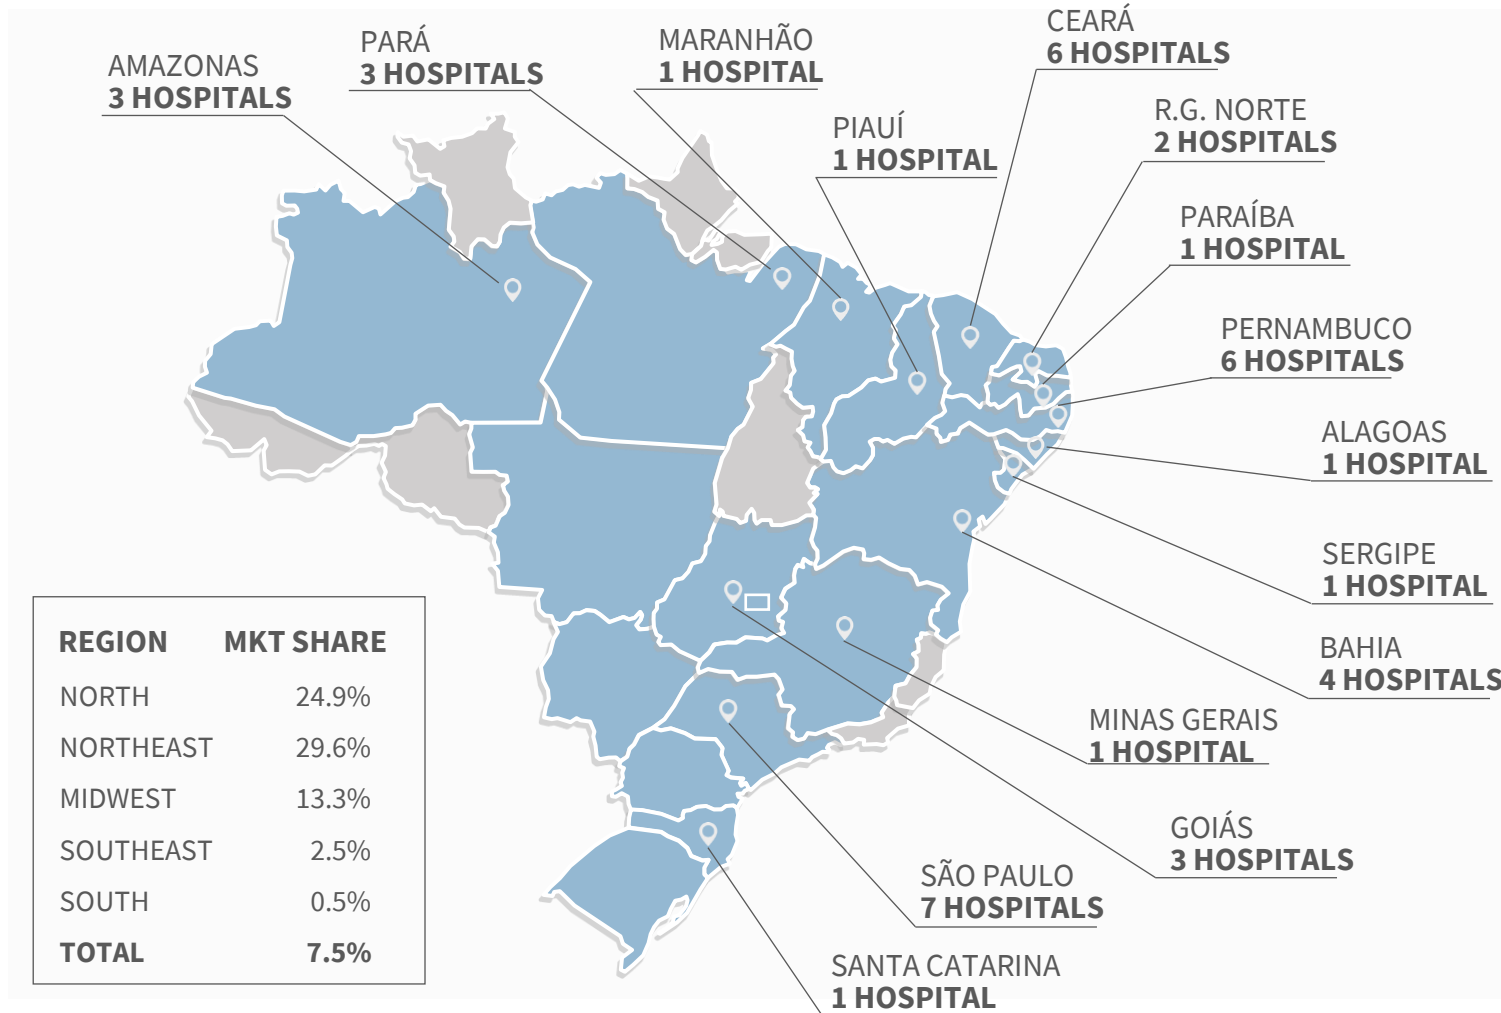 CEARÁ
6 HOSPITALS
PARÁ
3 HOSPITALS
MARANHÃO
1 HOSPITAL
AMAZONAS
3 HOSPITALS
R.G. NORTE
2 HOSPITALS
PIAUÍ
1 HOSPITAL
PARAÍBA
1 HOSPITAL
PERNAMBUCO
6 HOSPITALS
ALAGOAS
1 HOSPITAL
SERGIPE
1 HOSPITAL
BAHIA
4 HOSPITALS
MINAS GERAIS
1 HOSPITAL
GOIÁS
3 HOSPITALS
SÃO PAULO
7 HOSPITALS
SANTA CATARINA
1 HOSPITAL
REGION MKT SHARE
NORTH 24.9%
NORTHEAST 29.6%
MIDWEST 13.3%
SOUTHEAST 2.5%
SOUTH 0.5%
TOTAL 7.5%